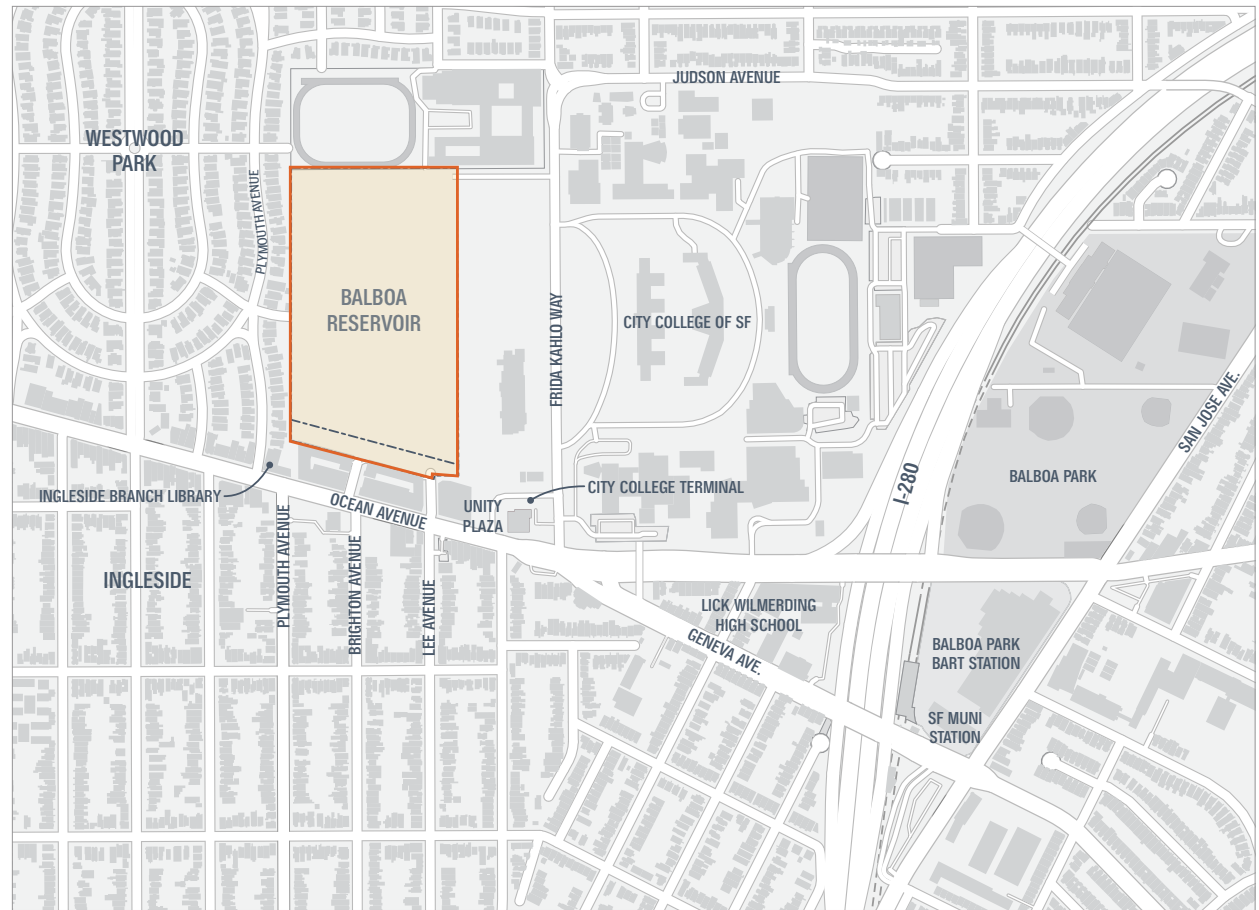 JUDSON AVENUE
WESTWOOD
PARK
PLYMOUTH AVENUE
BALBOA
RESERVOIR
FRIDA KAHLO WAY
CITY COLLEGE OF SF
SAN JOSE AVE.
I-280
BALBOA PARK
INGLESIDE BRANCH LIBRARY
OCEAN AVENUE
UNITY
PLAZA
CITY COLLEGE TERMINAL
INGLESIDE
PLYMOUTH AVENUE
BRIGHTON AVENUE
LEE AVENUE
LICK WILMERDING
HIGH SCHOOL
GENEVA AVE.
BALBOA PARK
BART STATION
SF MUNI
STATION